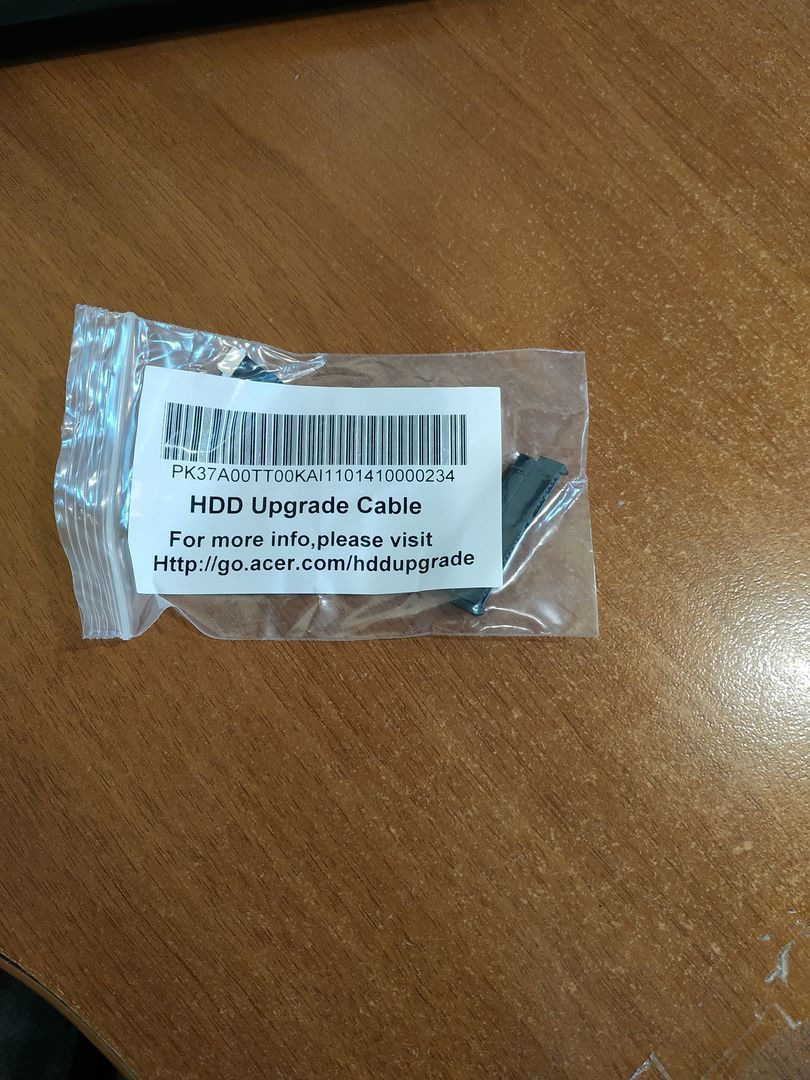 PK37A00TT00KAI1101410000234
HDD Upgrade Cable
For more info,please visit
Http://go.acer.com/hddupgrade